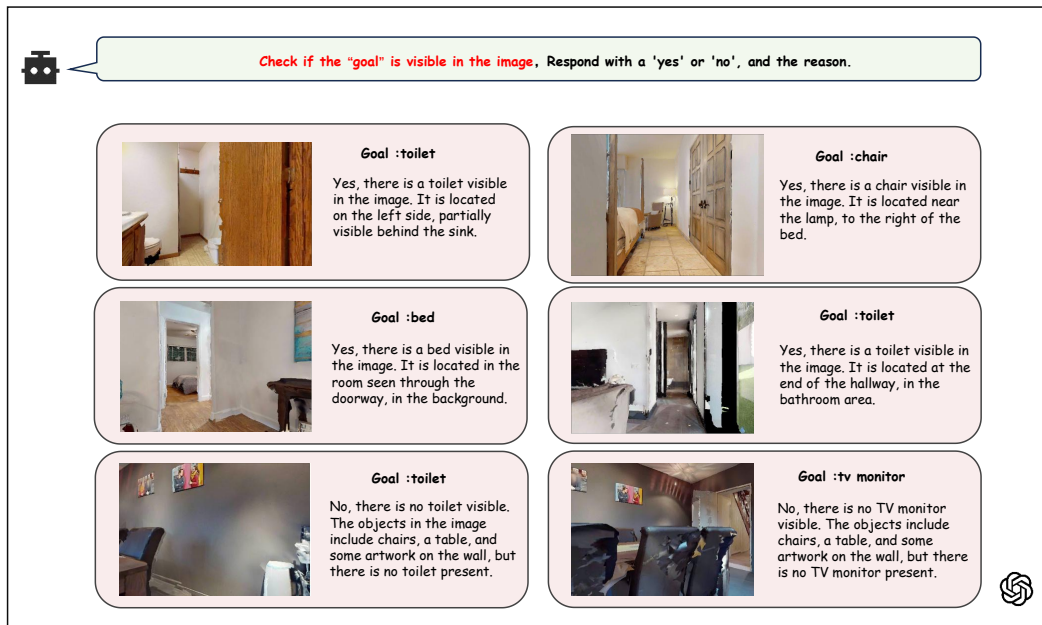 Check if the "goal" is visible in the image, Respond with a 'yes' or 'no', and the reason.
Goal :toilet
Yes, there is a toilet visible
in the image. It is located
on the left side, partially
visible behind the sink.
Goal :chair
Yes, there is a chair visible in
the image. It is located near
the lamp, to the right of the
bed.
Goal :bed
Yes, there is a bed visible in
the image. It is located in the
room seen through the
doorway, in the background.
Goal :toilet
Yes, there is a toilet visible in
the image. It is located at the
end of the hallway, in the
bathroom area.
Goal :toilet
No, there is no toilet visible.
The objects in the image
include chairs, a table, and
some artwork on the wall, but
there is no toilet present.
Goal :tv monitor
No, there is no TV monitor
visible. The objects include
chairs, a table, and some
artwork on the wall, but there
is no TV monitor present.